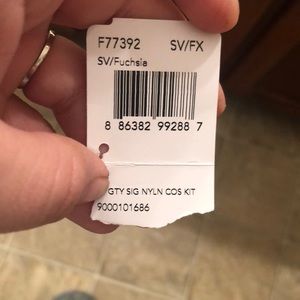 F77392 SV/FX
SV/Fuchsia
8 86382 99288 7
GTY SIG NYLN COS KIT
9000101686